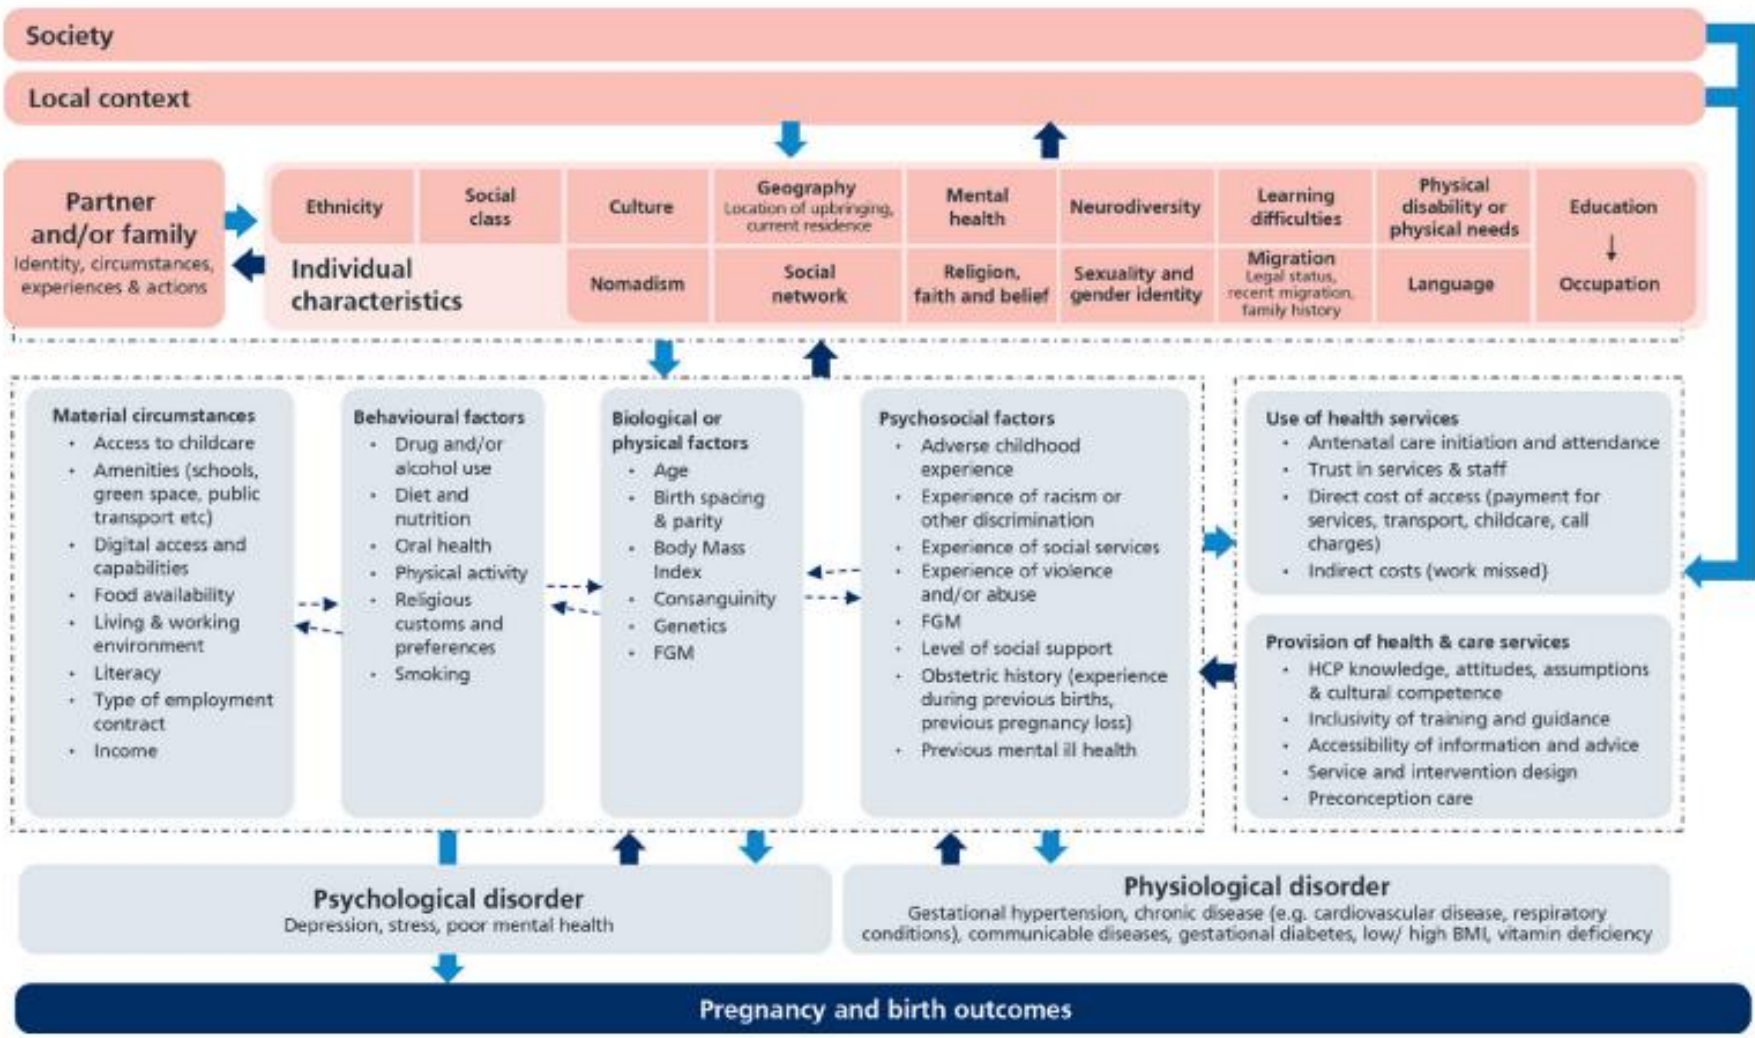 Society
Local context
Partner
and/or family
Identity, circumstances,
experiences & actions
Ethnicity
Social
class
Culture
Geography
Location of upbringing,
current residence
Mental
health
Neurodiversity
Learning
difficulties
Physical
disability or
physical needs
Education
Individual
characteristics
Nomadism
Social
network
Religion,
faith and belief
Sexuality and
gender identity
Migration
Legal status,
recent migration,
family history
Language
Occupation
Material circumstances
• Access to childcare
• Amenities (schools,
green space, public
transport etc)
• Digital access and
capabilities
• Food availability
• Living & working
environment
• Literacy
• Type of employment
contract
• Income
Behavioural factors
• Drug and/or
alcohol use
• Diet and
nutrition
• Oral health
• Physical activity
• Religious
customs and
preferences
• Smoking
Biological or
physical factors
• Age
• Birth spacing
& parity
• Body Mass
Index
• Consanguinity
• Genetics
• FGM
Psychosocial factors
• Adverse childhood
experience
• Experience of racism or
other discrimination
• Experience of social services
• Experience of violence
and/or abuse
• FGM
• Level of social support
• Obstetric history (experience
during previous births,
previous pregnancy loss)
• Previous mental ill health
Use of health services
• Antenatal care initiation and attendance
• Trust in services & staff
• Direct cost of access (payment for
services, transport, childcare, call
charges)
• Indirect costs (work missed)
Provision of health & care services
• HCP knowledge, attitudes, assumptions
& cultural competence
• Inclusivity of training and guidance
• Accessibility of information and advice
• Service and intervention design
• Preconception care
Psychological disorder
Depression, stress, poor mental health
Physiological disorder
Gestational hypertension, chronic disease (e.g. cardiovascular disease, respiratory
conditions), communicable diseases, gestational diabetes, low/ high BMI, vitamin deficiency
Pregnancy and birth outcomes